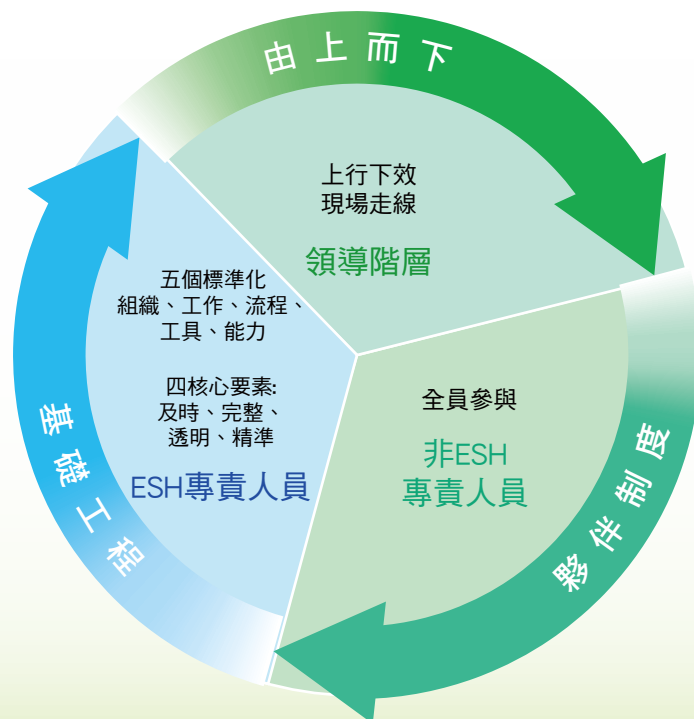 由上而下
上行下效
現場走線
領導階層
五個標準化
組織、工作、流程、
工具、能力
四核心要素:
及時、完整、
透明、精準
ESH專責人員
基礎工程
全員參與
非ESH
專責人員
夥伴制度